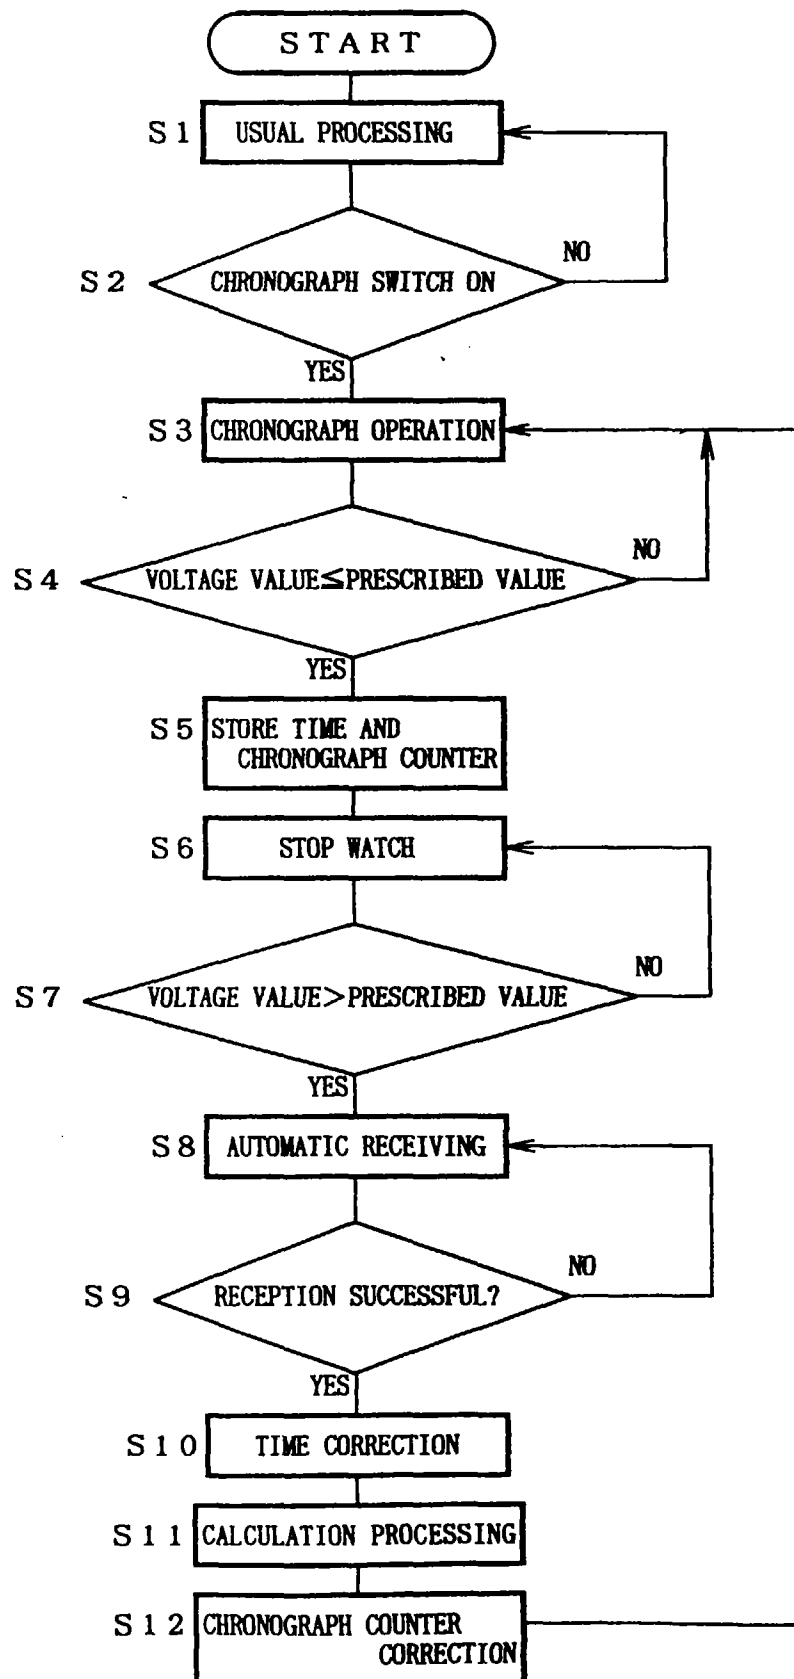 START
S1 USUAL PROCESSING
NO
S2 CHRONOGRAPH SWITCH ON
YES
S3 CHRONOGRAPH OPERATION
NO
S4 VOLTAGE VALUE≦PRESCRIBED VALUE
YES
S5 STORE TIME AND
CHRONOGRAPH COUNTER
S6 STOP WATCH
NO
S7 VOLTAGE VALUE>PRESCRIBED VALUE
YES
S8 AUTOMATIC RECEIVING
NO
S9 RECEPTION SUCCESSFUL?
YES
S10 TIME CORRECTION
S11 CALCULATION PROCESSING
S12 CHRONOGRAPH COUNTER
CORRECTION